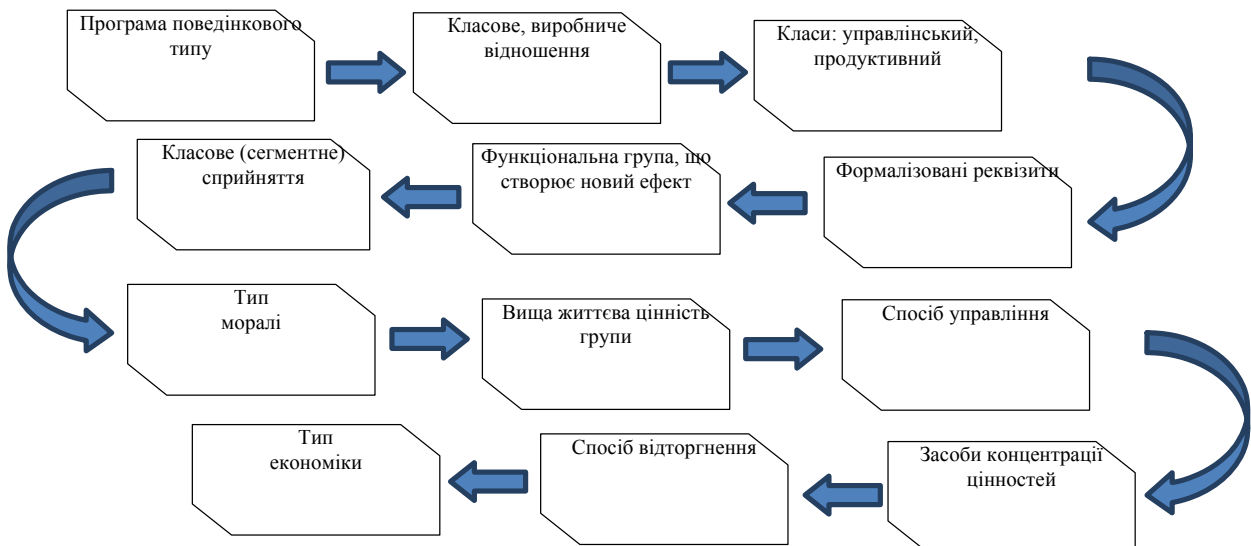 Програма поведінкового
типу
Класове, виробниче
відношення
Класи: управлінський,
продуктивний
Формалізовані реквізити
Функціональна група, що
створює новий ефект
Класове (сегментне)
сприйняття
Тип
моралі
Вища життєва цінність
групи
Спосіб управління
Засоби концентрації
цінностей
Спосіб відторгнення
Тип
економіки